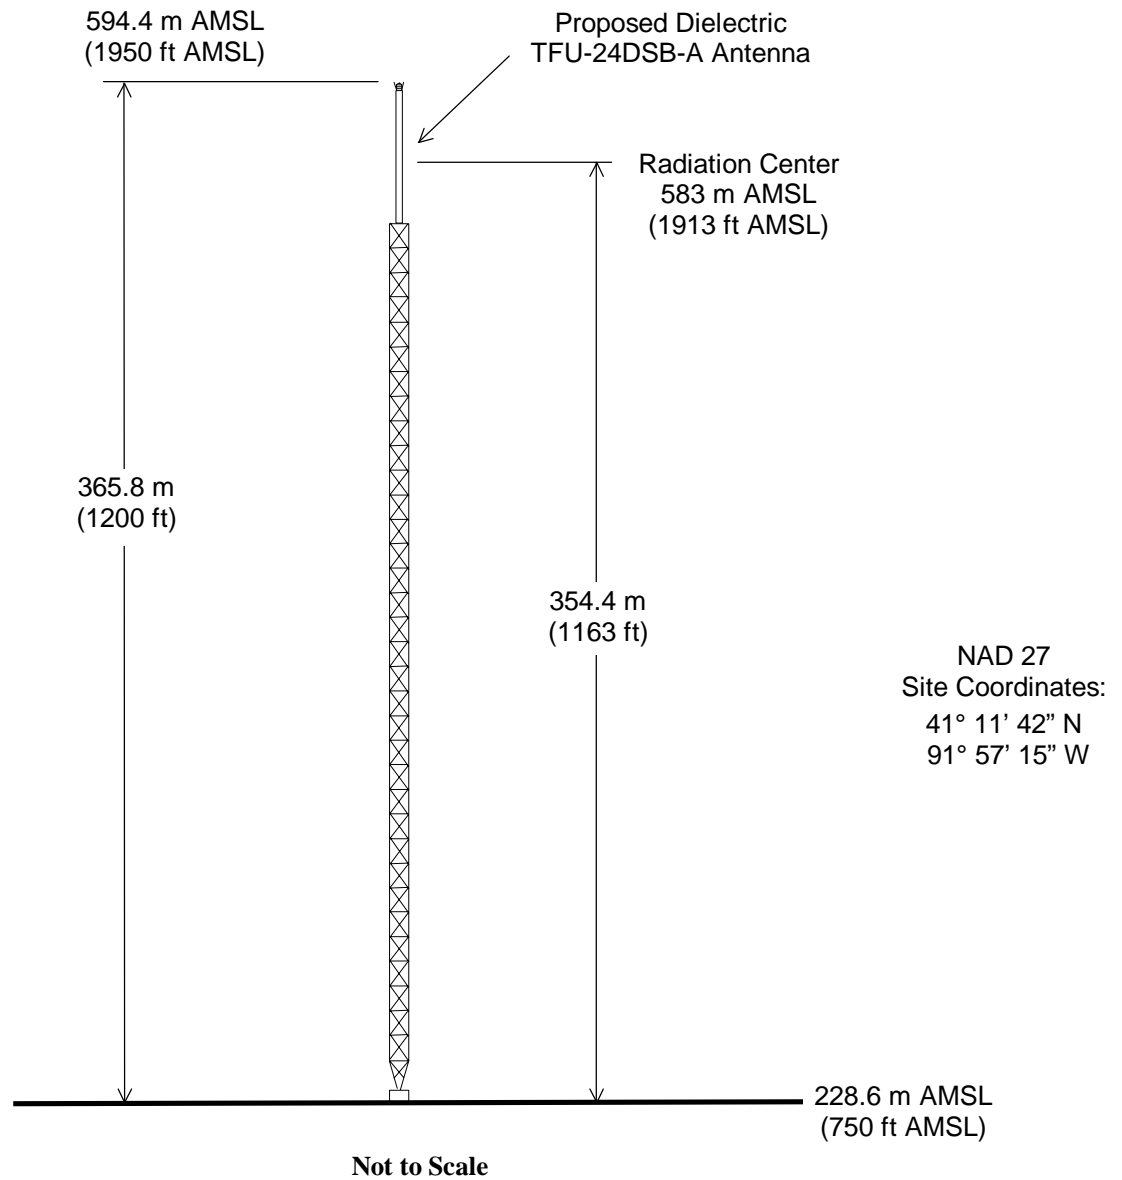 594.4 m AMSL
(1950 ft AMSL)
Proposed Dielectric
TFU-24DSB-A Antenna
Radiation Center
583 m AMSL
(1913 ft AMSL)
365.8 m
(1200 ft)
354.4 m
(1163 ft)
NAD 27
Site Coordinates:
41° 11’ 42” N
91° 57’ 15” W
228.6 m AMSL
(750 ft AMSL)
Not to Scale